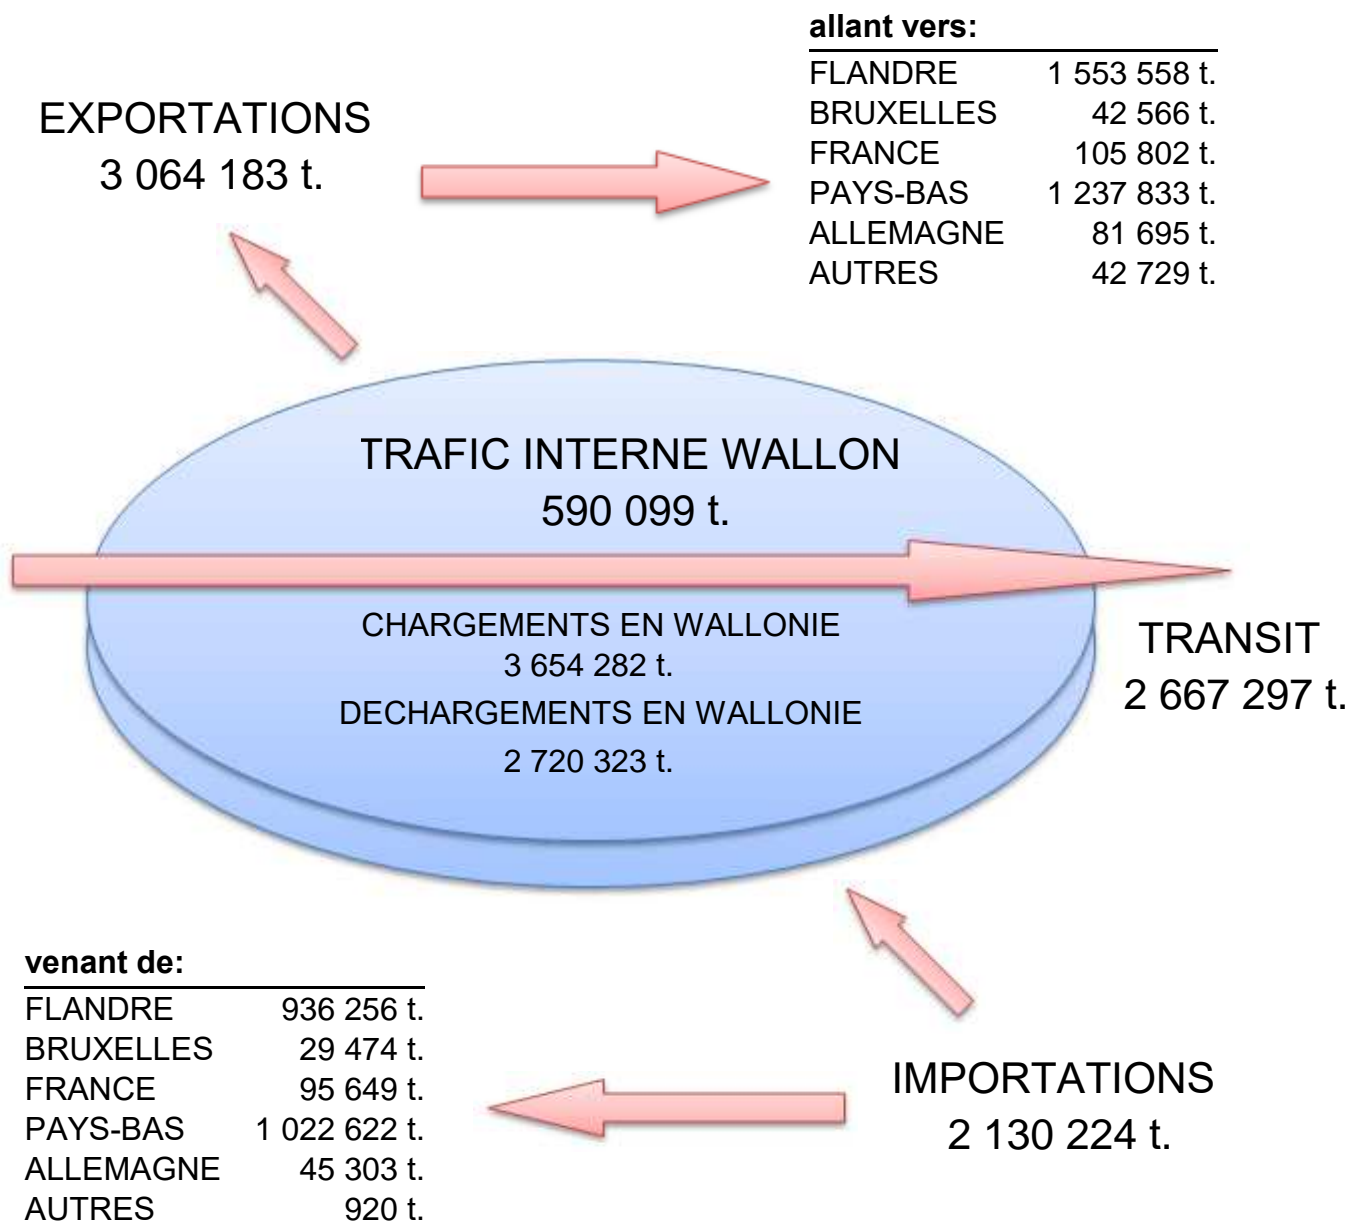 allant vers:
FLANDRE 1 553 558 t.
BRUXELLES 42 566 t.
FRANCE 105 802 t.
PAYS-BAS 1 237 833 t.
ALLEMAGNE 81 695 t.
AUTRES 42 729 t.
EXPORTATIONS
3 064 183 t.
TRAFIC INTERNE WALLON
590 099 t.
CHARGEMENTS EN WALLONIE
3 654 282 t.
DECHARGEMENTS EN WALLONIE
2 720 323 t.
TRANSIT
2 667 297 t.
venant de:
FLANDRE 936 256 t.
BRUXELLES 29 474 t.
FRANCE 95 649 t.
PAYS-BAS 1 022 622 t.
ALLEMAGNE 45 303 t.
AUTRES 920 t.
IMPORTATIONS
2 130 224 t.